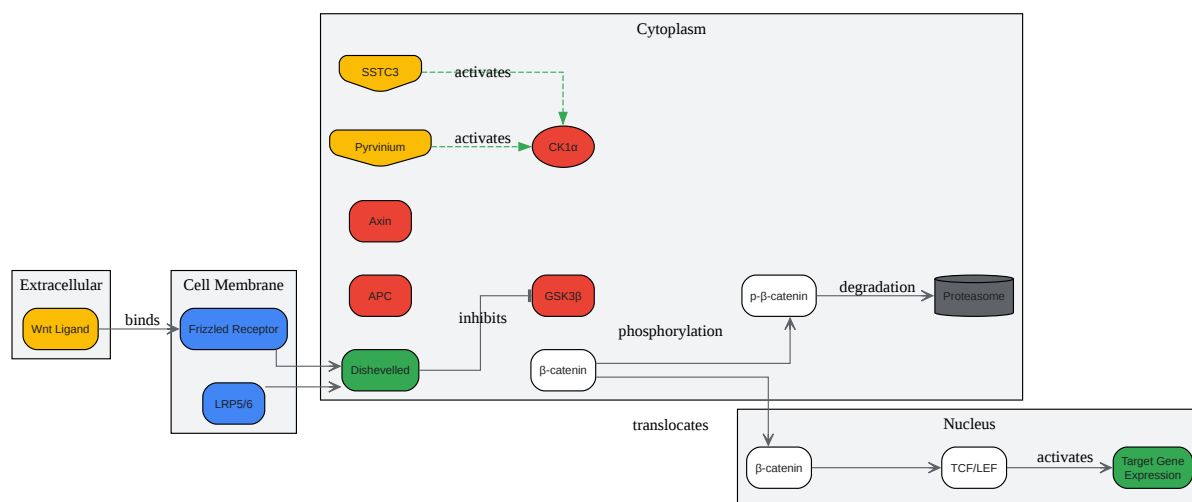 Cytoplasm
SSTC3
activates
Pyrvinium
activates
CK1α
Axin
Extracellular
Cell Membrane
APC
GSK3β
p-β-catenin
degradation
Proteasome
Wnt Ligand
binds
Frizzled Receptor
inhibits
phosphorylation
Dishevelled
β-catenin
LRP5/6
translocates
Nucleus
β-catenin
TCF/LEF
activates
Target Gene
Expression